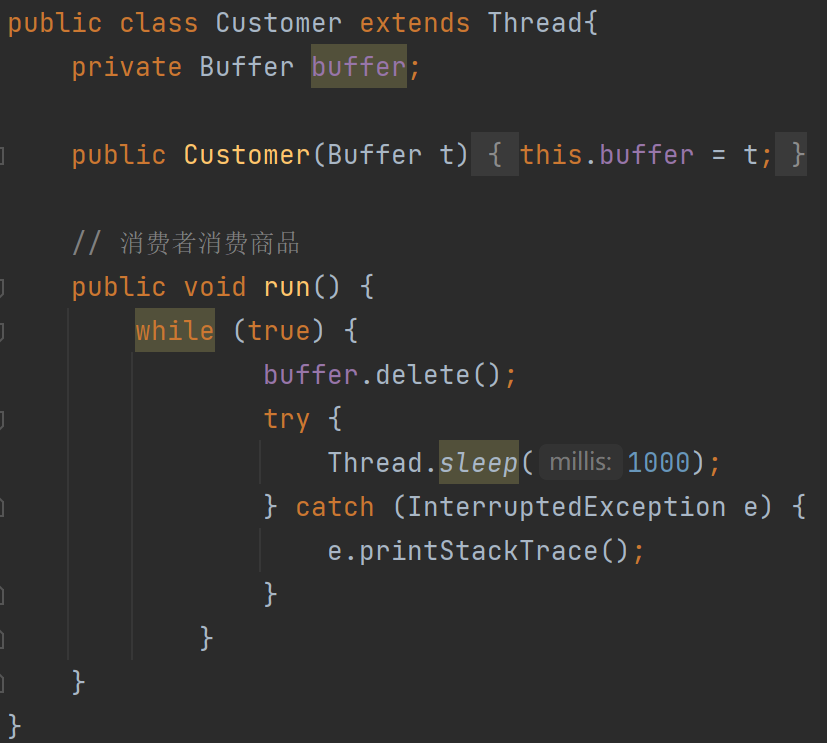 public class Customer extends Thread{
    private Buffer buffer;

    public Customer(Buffer t) { this.buffer = t; }

    // 消费者消费商品
    public void run() {
        while (true) {
                buffer.delete();
                try {
                    Thread.sleep( millis: 1000);
                } catch (InterruptedException e) {
                    e.printStackTrace();
                }
            }
    }
}